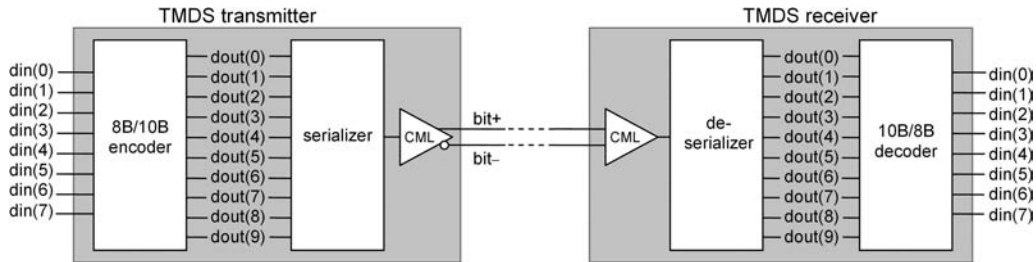 TMDS transmitter
TMDS receiver
din(0)
din(1)
din(2)
din(3)
din(4)
din(5)
din(6)
din(7)
8B/10B
encoder
dout(0)
dout(1)
dout(2)
dout(3)
dout(4)
dout(5)
dout(6)
dout(7)
dout(8)
dout(9)
serializer
CML
bit+
bit–
CML
de-
serializer
dout(0)
dout(1)
dout(2)
dout(3)
dout(4)
dout(5)
dout(6)
dout(7)
dout(8)
dout(9)
10B/8B
decoder
din(0)
din(1)
din(2)
din(3)
din(4)
din(5)
din(6)
din(7)